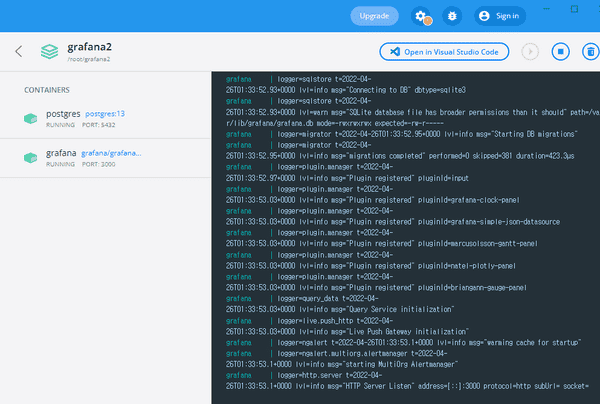 Upgrade
Sign in
grafana2
/root/grafana2
Open in Visual Studio Code
CONTAINERS
postgres postgres:13
RUNNING PORT: 5432
grafana grafana/grafana...
RUNNING PORT: 3000
grafana | logger=sqlstore t=2022-04-
26T01:33:52.93+0000 lvl=info msg="Connecting to DB" dbtype=sqlite3
grafana | logger=sqlstore t=2022-04-
26T01:33:52.93+0000 lvl=warn msg="SQLite database file has broader permissions than it should" path=/va
r/lib/grafana/grafana.db mode=-rwxrwxrwx expected=-rw-r-----
grafana | logger=migrator t=2022-04-26T01:33:52.95+0000 lvl=info msg="Starting DB migrations"
grafana | logger=migrator t=2022-04-
26T01:33:52.95+0000 lvl=info msg="migrations completed" performed=0 skipped=381 duration=423.3µs
grafana | logger=plugin.manager t=2022-04-
26T01:33:52.97+0000 lvl=info msg="Plugin registered" pluginId=input
grafana | logger=plugin.manager t=2022-04-
26T01:33:53.03+0000 lvl=info msg="Plugin registered" pluginId=grafana-clock-panel
grafana | logger=plugin.manager t=2022-04-
26T01:33:53.03+0000 lvl=info msg="Plugin registered" pluginId=grafana-simple-json-datasource
grafana | logger=plugin.manager t=2022-04-
26T01:33:53.03+0000 lvl=info msg="Plugin registered" pluginId=marcusolsson-gantt-panel
grafana | logger=plugin.manager t=2022-04-
26T01:33:53.03+0000 lvl=info msg="Plugin registered" pluginId=natel-plotly-panel
grafana | logger=plugin.manager t=2022-04-
26T01:33:53.03+0000 lvl=info msg="Plugin registered" pluginId=briangann-gauge-panel
grafana | logger=query_data t=2022-04-
26T01:33:53.03+0000 lvl=info msg="Query Service initialization"
grafana | logger=live.push_http t=2022-04-
26T01:33:53.03+0000 lvl=info msg="Live Push Gateway initialization"
grafana | logger=ngalert t=2022-04-26T01:33:53.1+0000 lvl=info msg="warming cache for startup"
grafana | logger=ngalert.multiorg.alertmanager t=2022-04-
26T01:33:53.1+0000 lvl=info msg="starting MultiOrg Alertmanager"
grafana | logger=http.server t=2022-04-
26T01:33:53.1+0000 lvl=info msg="HTTP Server Listen" address=[::]:3000 protocol=http subUrl= socket=